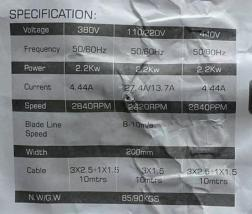 SPECIFICATION:
Voltage 380V 110/220V 440V
Frequency 50/60Hz 50/60Hz 50/60Hz
Power 2.2Kw 2.2Kw 2.2Kw
Current 4.44A 27.4A/13.7A 4.44A
Speed 2840RPM 2420RPM 2840RPM
Blade Line Speed 8-10m/s
Width 200mm
Cable 3X2.5+1X1.5 3X1.5 3X2.5+1X1.5
10mtrs 10mtrs 10mtrs
N.W/G.W 85/90KGS